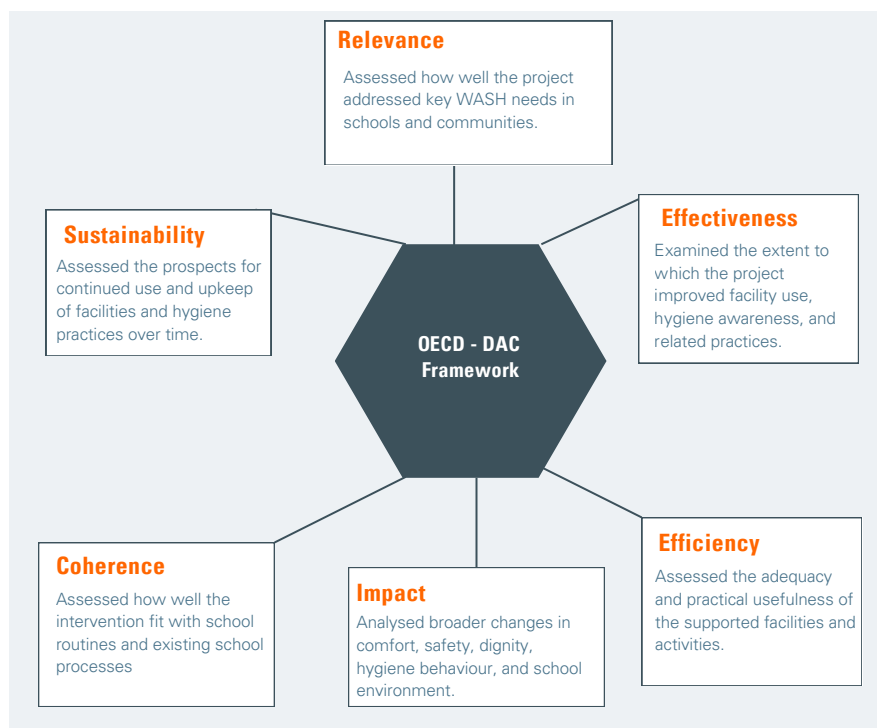 Relevance
Assessed how well the project
addressed key WASH needs in
schools and communities.
Sustainability
Assessed the prospects for
continued use and upkeep
of facilities and hygiene
practices over time.
Effectiveness
Examined the extent to
which the project
improved facility use,
hygiene awareness, and
related practices.
OECD - DAC
Framework
Coherence
Assessed how well the
intervention fit with school
routines and existing school
processes
Impact
Analysed broader changes in
comfort, safety, dignity,
hygiene behaviour, and school
environment.
Efficiency
Assessed the adequacy
and practical usefulness of
the supported facilities and
activities.